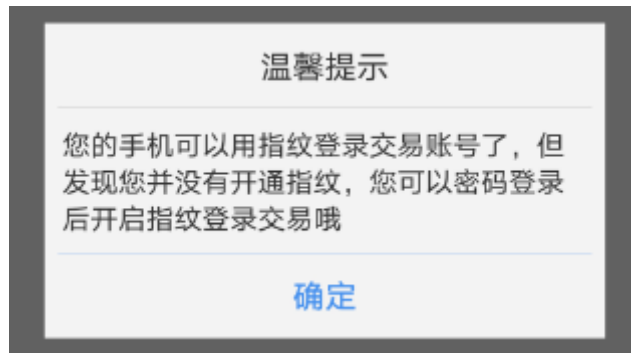 温馨提示
您的手机可以用指纹登录交易账号了，但
发现您并没有开通指纹，您可以密码登录
后开启指纹登录交易哦
确定